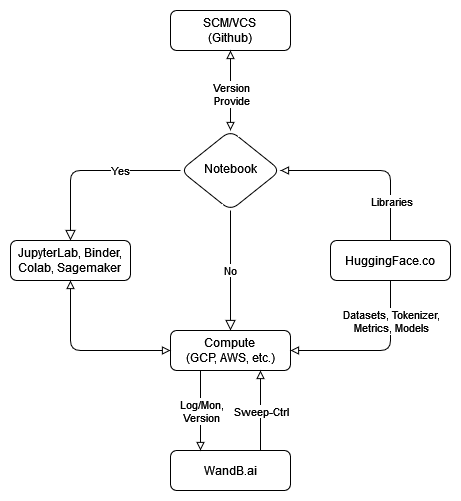 SCM/VCS
(Github)
Version
Provide
Notebook
Yes
Libraries
JupyterLab, Binder,
Colab, Sagemaker
HuggingFace.co
No
Datasets, Tokenizer,
Metrics, Models
Compute
(GCP, AWS, etc.)
Log/Mon,
Version
Sweep-Ctrl
WandB.ai